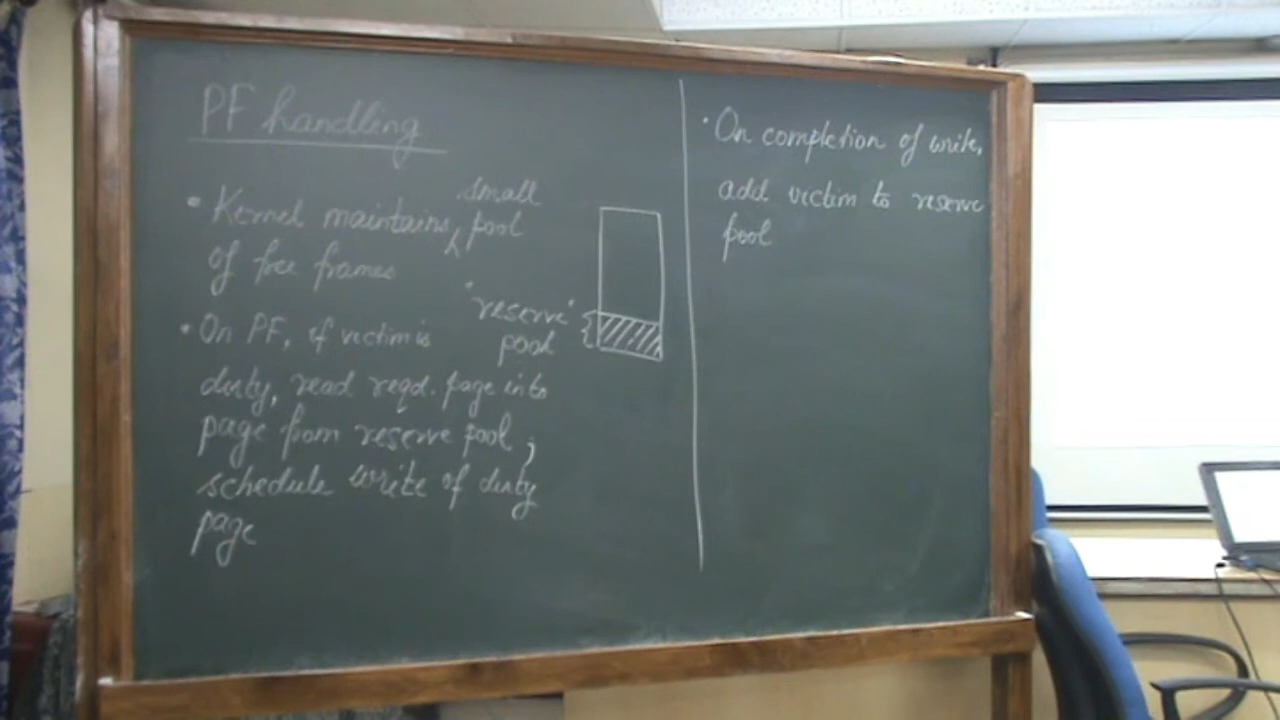 PF handling
• Kernel maintains small pool
of free frames
"reserve"
pool
• On PF, if victim is
dirty, read reqd. page into
page from reserve pool ;
schedule write of dirty
page
• On completion of write,
add victim to reserve
pool